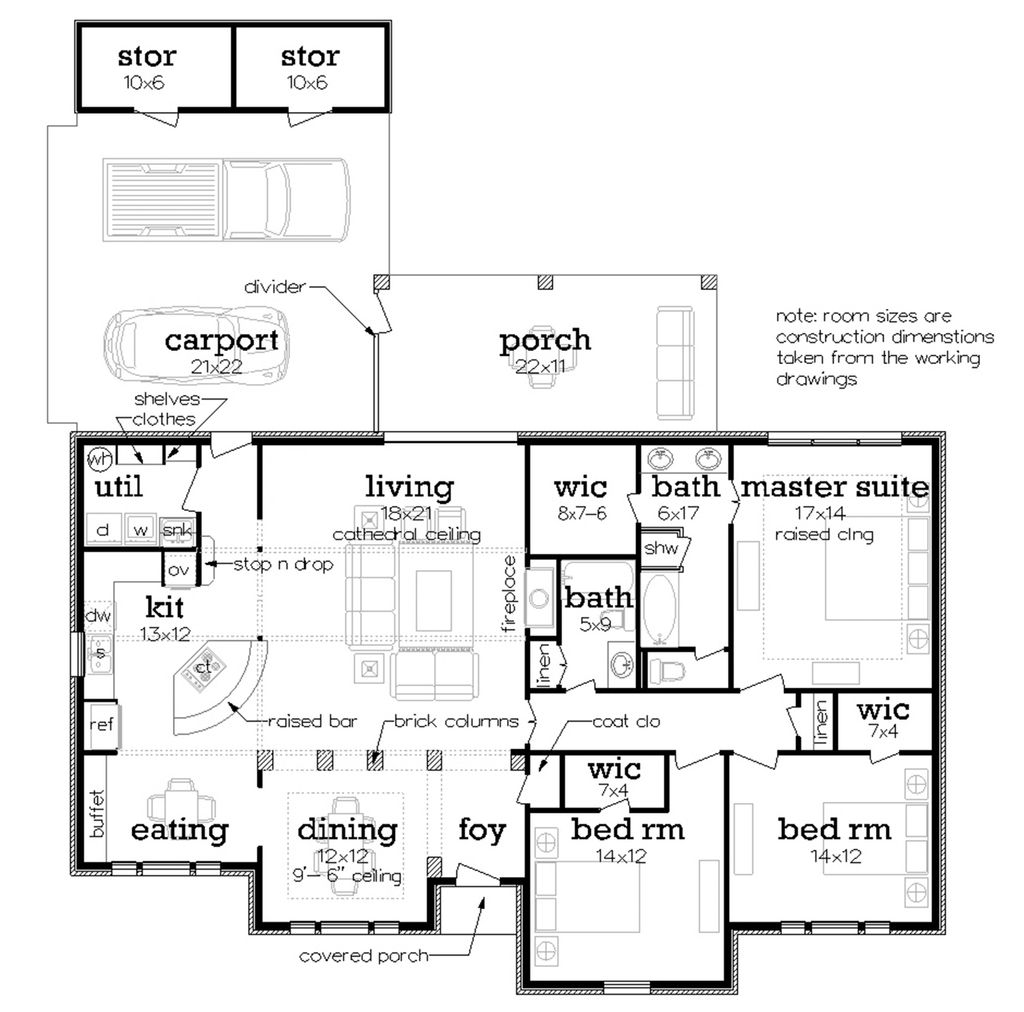 stor
10x6
stor
10x6
divider
carport
21x22
porch
22x11
note: room sizes are
construction dimenstions
taken from the working
drawings
shelves
clothes
wh
util
d
w
snk
living
18x21
cathedral ceiling
wic
8x7-6
bath
6x17
master suite
17x14
raised clng
shw
stop n drop
ov
fireplace
kit
13x12
dw
s
ct
bath
5x9
linen
ref
raised bar
brick columns
coat clo
linen
wic
7x4
wic
7x4
buffet
eating
dining
12x12
9'-6" ceiling
foy
bed rm
14x12
bed rm
14x12
covered porch